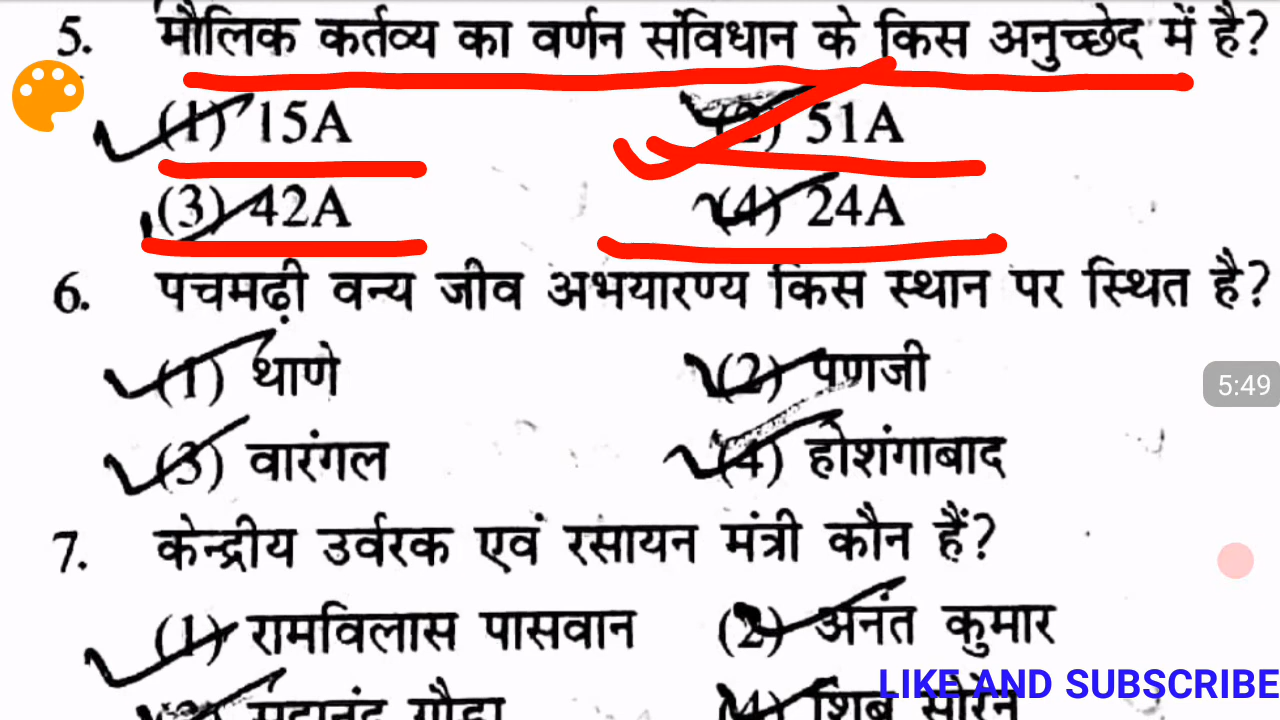 5. मौलिक कर्तव्य का वर्णन संविधान के किस अनुच्छेद में है?
(1) 15A (2) 51A
(3) 42A (4) 24A
6. पचमढ़ी वन्य जीव अभयारण्य किस स्थान पर स्थित है?
(1) थाणे (2) पणजी
(3) वारंगल (4) होशंगाबाद
5:49
7. केन्द्रीय उर्वरक एवं रसायन मंत्री कौन हैं?
(1) रामविलास पासवान (2) अनंत कुमार
(4) शिबू सोरेन
LIKE AND SUBSCRIBE